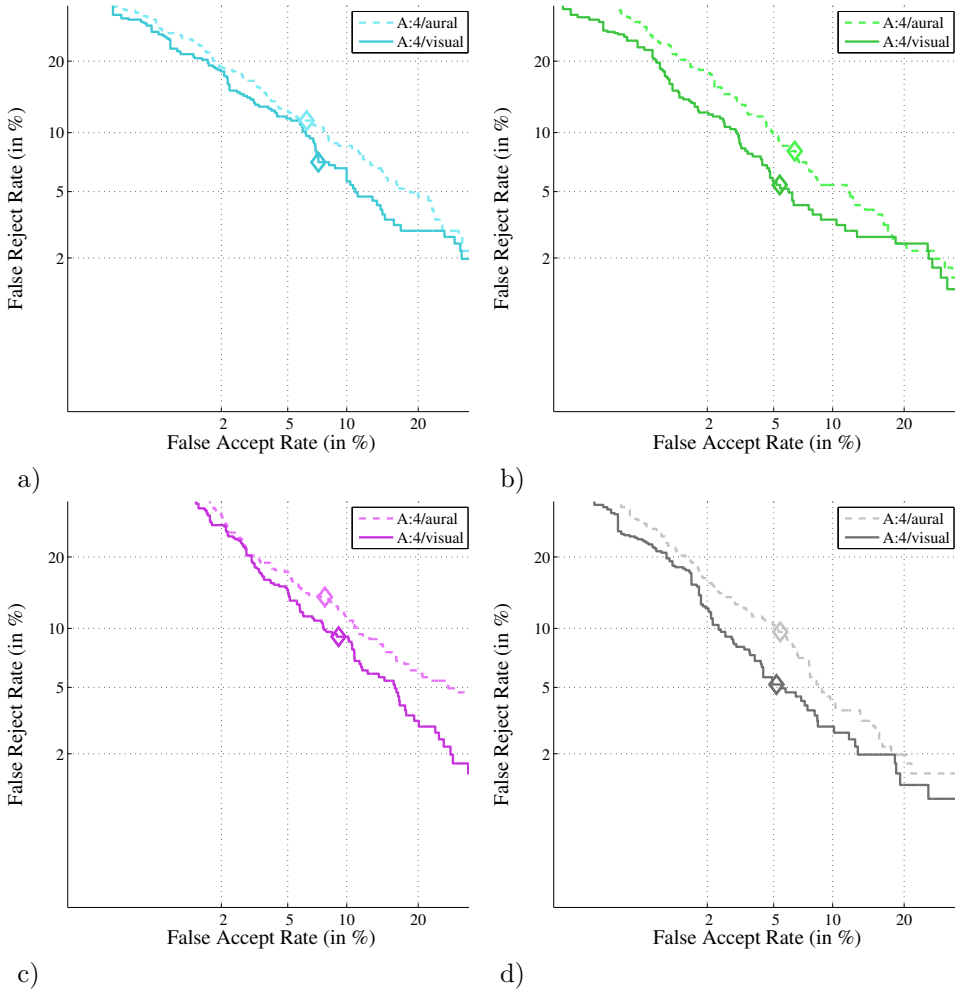 A:4/aural
A:4/visual
20
10
5
2
False Reject Rate (in %)
2 5 10 20
False Accept Rate (in %)
a)
A:4/aural
A:4/visual
20
10
5
2
False Reject Rate (in %)
2 5 10 20
False Accept Rate (in %)
b)
A:4/aural
A:4/visual
20
10
5
2
False Reject Rate (in %)
2 5 10 20
False Accept Rate (in %)
c)
A:4/aural
A:4/visual
20
10
5
2
False Reject Rate (in %)
2 5 10 20
False Accept Rate (in %)
d)